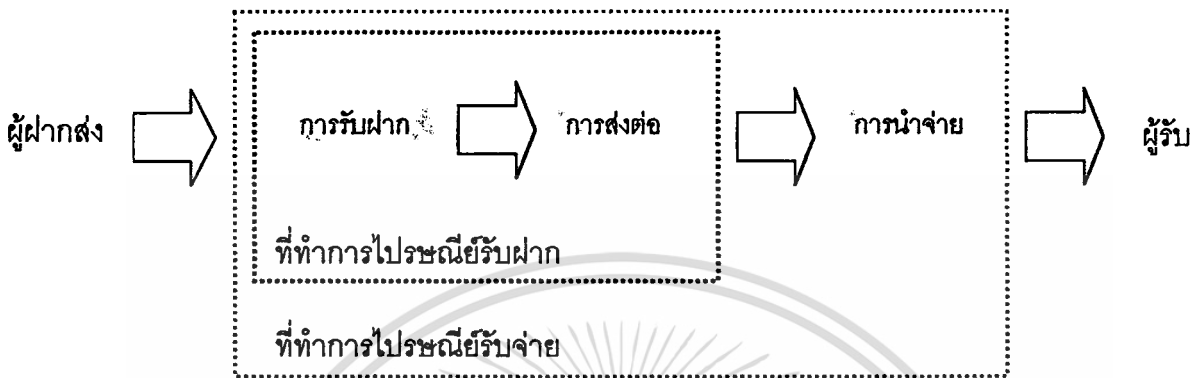 ผู้ฝากส่ง การรับฝาก การส่งต่อ การนำจ่าย ผู้รับ
ที่ทำการไปรษณีย์รับฝาก
ที่ทำการไปรษณีย์รับจ่าย